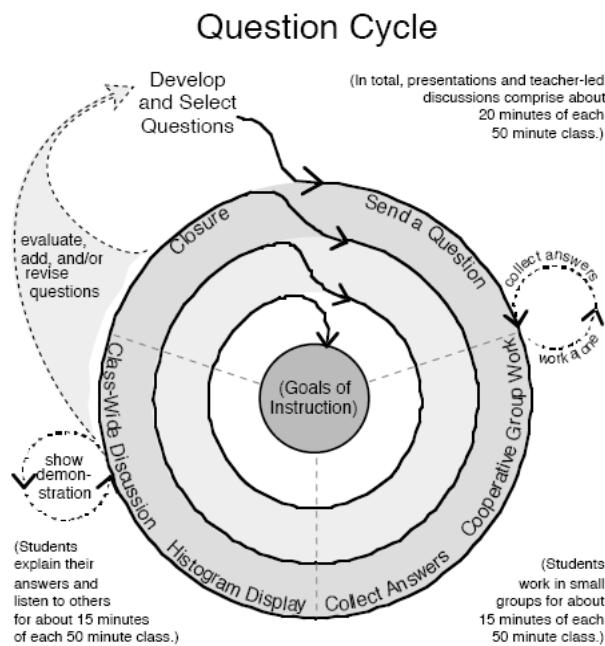 Question Cycle
Develop
and Select
Questions
(In total, presentations and teacher-led
discussions comprise about
20 minutes of each
50 minute class.)
Closure
Send a Question
evaluate,
add, and/or
revise
questions
collect answers
work alone
(Goals of
Instruction)
Class-Wide Discussion
Cooperative Group Work
show
demon-
stration
Histogram Display
Collect Answers
(Students
explain their
answers and
listen to others
for about 15 minutes
of each 50 minute class.)
(Students
work in small
groups for about
15 minutes of each
50 minute class.)